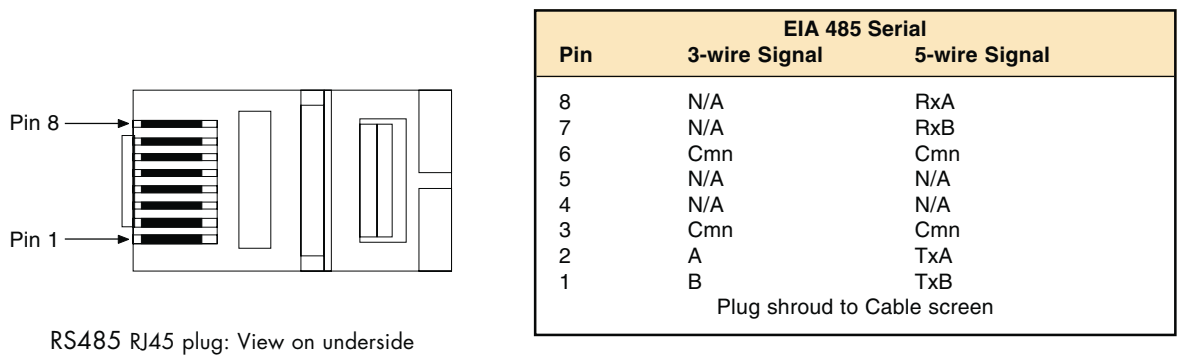 Pin 8
Pin 1
RS485 RJ45 plug: View on underside
EIA 485 Serial
Pin 3-wire Signal 5-wire Signal
8 N/A RxA
7 N/A RxB
6 Cmn Cmn
5 N/A N/A
4 N/A N/A
3 Cmn Cmn
2 A TxA
1 B TxB
Plug shroud to Cable screen